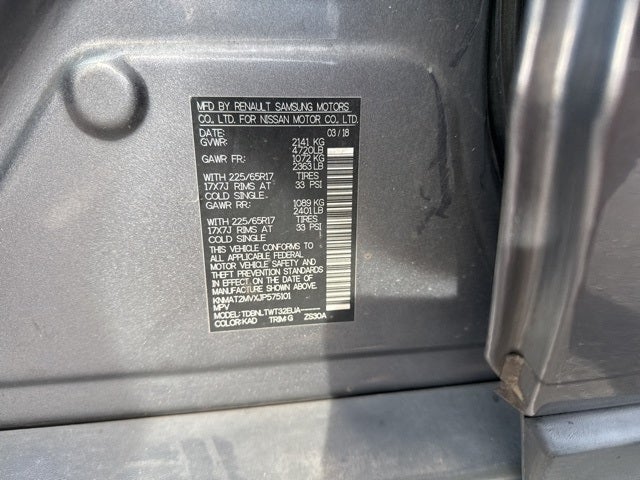 MFD BY RENAULT SAMSUNG MOTORS
CO., LTD. FOR NISSAN MOTOR CO., LTD.
DATE: 03/18
GVWR: 2141 KG
4720LB
GAWR FR: 1072 KG
2363 LB
WITH 225/65R17 TIRES
17X7J RIMS AT 33 PSI
COLD SINGLE
GAWR RR: 1089 KG
2401 LB
WITH 225/65R17 TIRES
17X7J RIMS AT 33 PSI
COLD SINGLE
THIS VEHICLE CONFORMS TO
ALL APPLICABLE FEDERAL
MOTOR VEHICLE SAFETY AND
THEFT PREVENTION STANDARDS
IN EFFECT ON THE DATE OF
MANUFACTURE SHOWN ABOVE.
KNMAT2MVXJP575101
MPV
MODEL: TDBNLTWT32EUA
COLOR:KAD TRIM:G ZS30A